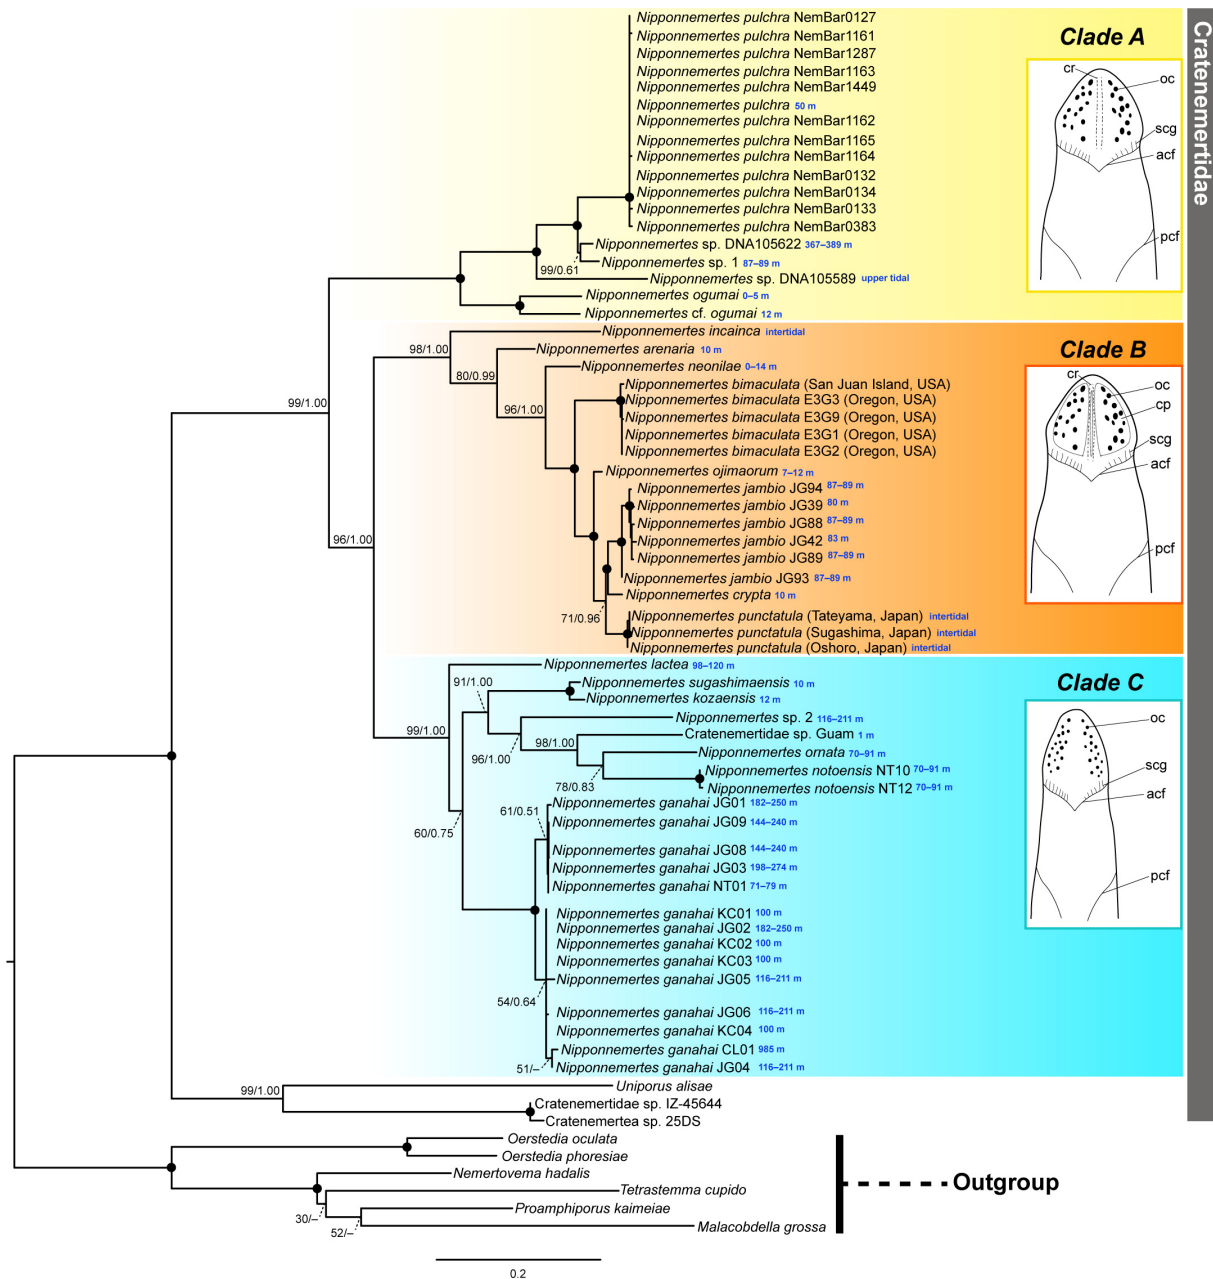 Nipponnemertes pulchra NemBar0127
Nipponnemertes pulchra NemBar1161
Nipponnemertes pulchra NemBar1287
Nipponnemertes pulchra NemBar1163
Nipponnemertes pulchra NemBar1449
Nipponnemertes pulchra 50 m
Nipponnemertes pulchra NemBar1162
Nipponnemertes pulchra NemBar1165
Nipponnemertes pulchra NemBar1164
Nipponnemertes pulchra NemBar0132
Nipponnemertes pulchra NemBar0134
Nipponnemertes pulchra NemBar0133
Nipponnemertes pulchra NemBar0383
Nipponnemertes sp. DNA105622 367–389 m
Nipponnemertes sp. 1 87–89 m
99/0.61
Nipponnemertes sp. DNA105589 upper tidal
Nipponnemertes ogumai 0–5 m
Nipponnemertes cf. ogumai 12 m
Clade A
cr
oc
scg
acf
pcf
Cratenemertidae
Nipponnemertes incainca intertidal
98/1.00
Nipponnemertes arenaria 10 m
80/0.99
Nipponnemertes neonilae 0–14 m
Nipponnemertes bimaculata (San Juan Island, USA)
Nipponnemertes bimaculata E3G3 (Oregon, USA)
99/1.00
96/1.00
Nipponnemertes bimaculata E3G9 (Oregon, USA)
Nipponnemertes bimaculata E3G1 (Oregon, USA)
Nipponnemertes bimaculata E3G2 (Oregon, USA)
Nipponnemertes ojimaorum 7–12 m
Nipponnemertes jambio JG94 87–89 m
Nipponnemertes jambio JG39 80 m
Nipponnemertes jambio JG88 87–89 m
96/1.00
Nipponnemertes jambio JG42 83 m
Nipponnemertes jambio JG89 87–89 m
Nipponnemertes jambio JG93 87–89 m
Nipponnemertes crypta 10 m
71/0.96
Nipponnemertes punctatula (Tateyama, Japan) intertidal
Nipponnemertes punctatula (Sugashima, Japan) intertidal
Nipponnemertes punctatula (Oshoro, Japan) intertidal
Clade B
cr
oc
cp
scg
acf
pcf
Nipponnemertes lactea 98–120 m
91/1.00
Nipponnemertes sugashimaensis 10 m
Nipponnemertes kozaensis 12 m
Nipponnemertes sp. 2 116–211 m
99/1.00
Cratenemertidae sp. Guam 1 m
98/1.00
96/1.00
Nipponnemertes ornata 70–91 m
Nipponnemertes notoensis NT10 70–91 m
78/0.83
Nipponnemertes notoensis NT12 70–91 m
Nipponnemertes ganahai JG01 182–250 m
61/0.51
Nipponnemertes ganahai JG09 144–240 m
60/0.75
Nipponnemertes ganahai JG08 144–240 m
Nipponnemertes ganahai JG03 198–274 m
Nipponnemertes ganahai NT01 71–79 m
Nipponnemertes ganahai KC01 100 m
Nipponnemertes ganahai JG02 182–250 m
Nipponnemertes ganahai KC02 100 m
Nipponnemertes ganahai KC03 100 m
Nipponnemertes ganahai JG05 116–211 m
54/0.64
Nipponnemertes ganahai JG06 116–211 m
Nipponnemertes ganahai KC04 100 m
Nipponnemertes ganahai CL01 985 m
51/–
Nipponnemertes ganahai JG04 116–211 m
Clade C
oc
scg
acf
pcf
99/1.00
Uniporus alisae
Cratenemertidae sp. IZ-45644
Cratenemertea sp. 25DS
Oerstedia oculata
Oerstedia phoresiae
Nemertovema hadalis
Tetrastemma cupido
30/–
Proamphiporus kaimeiae
52/–
Malacobdella grossa
Outgroup
0.2